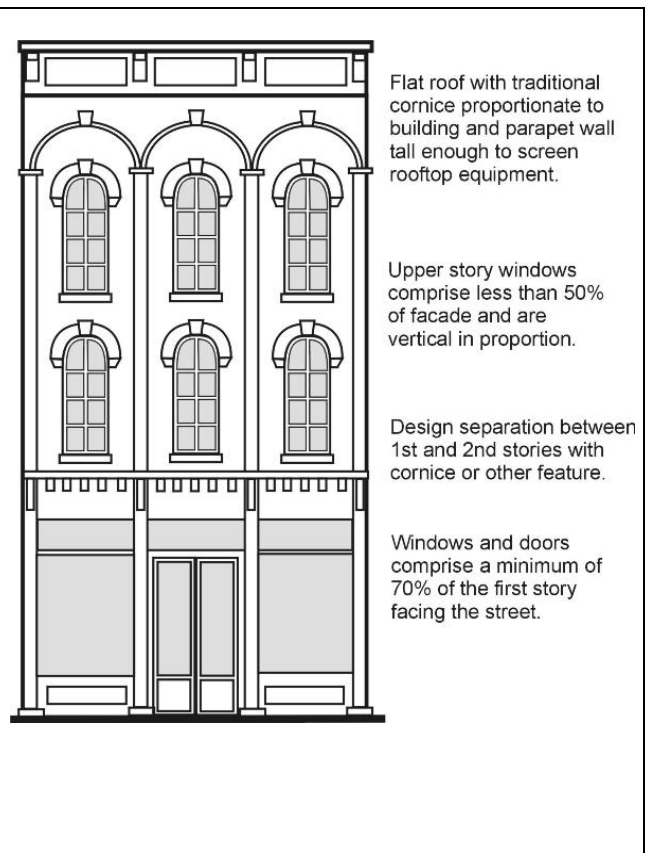 Flat roof with traditional
cornice proportionate to
building and parapet wall
tall enough to screen
rooftop equipment.
Upper story windows
comprise less than 50%
of facade and are
vertical in proportion.
Design separation between
1st and 2nd stories with
cornice or other feature.
Windows and doors
comprise a minimum of
70% of the first story
facing the street.